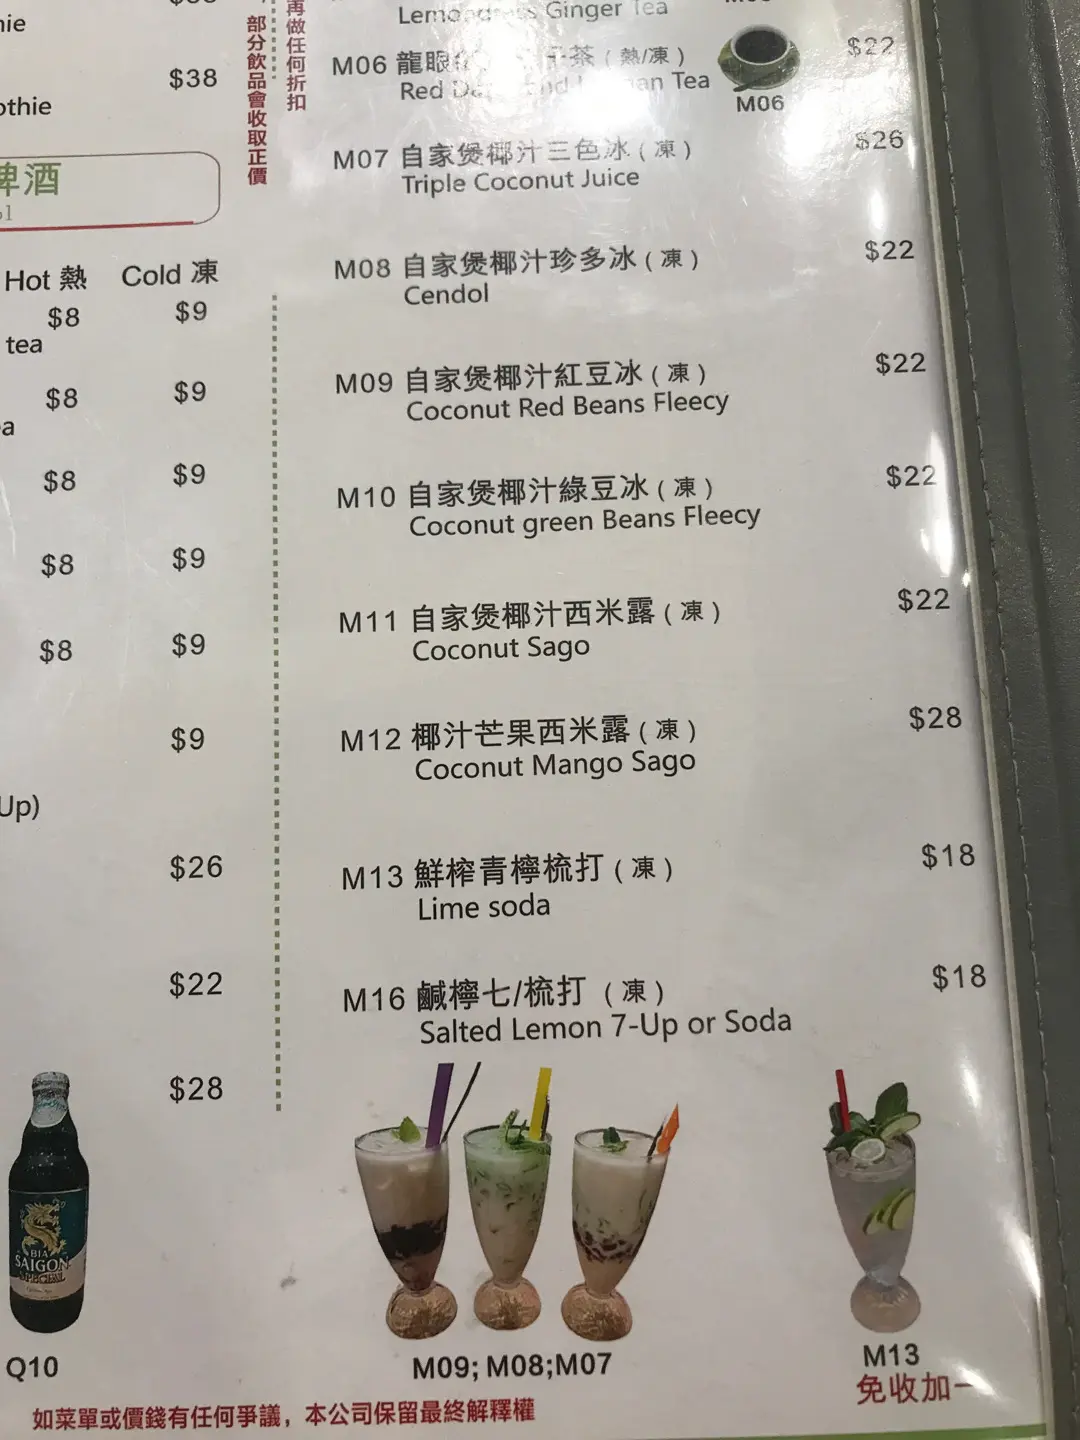 $38
othie
啤酒
Hot 熱 Cold 凍
$8 $9
tea
$8 $9
$8 $9
$8 $9
$8 $9
$9
Up)
$26
$22
$28
BIA
SAIGON
SPECIAL
Q10
部分飲品會收取正價
再做任何折扣
Lemongrass Ginger Tea
M06 龍眼 茶 (熱/凍) $22
Red Tea
M06
M07 自家煲椰汁三色冰 (凍) $26
Triple Coconut Juice
M08 自家煲椰汁珍多冰 (凍) $22
Cendol
M09 自家煲椰汁紅豆冰 (凍) $22
Coconut Red Beans Fleecy
M10 自家煲椰汁綠豆冰 (凍) $22
Coconut green Beans Fleecy
M11 自家煲椰汁西米露 (凍) $22
Coconut Sago
M12 椰汁芒果西米露 (凍) $28
Coconut Mango Sago
M13 鮮榨青檸梳打 (凍) $18
Lime soda
M16 鹹檸七/梳打 (凍) $18
Salted Lemon 7-Up or Soda
M09; M08;M07
M13
免收加一
如菜單或價錢有任何爭議，本公司保留最終解釋權